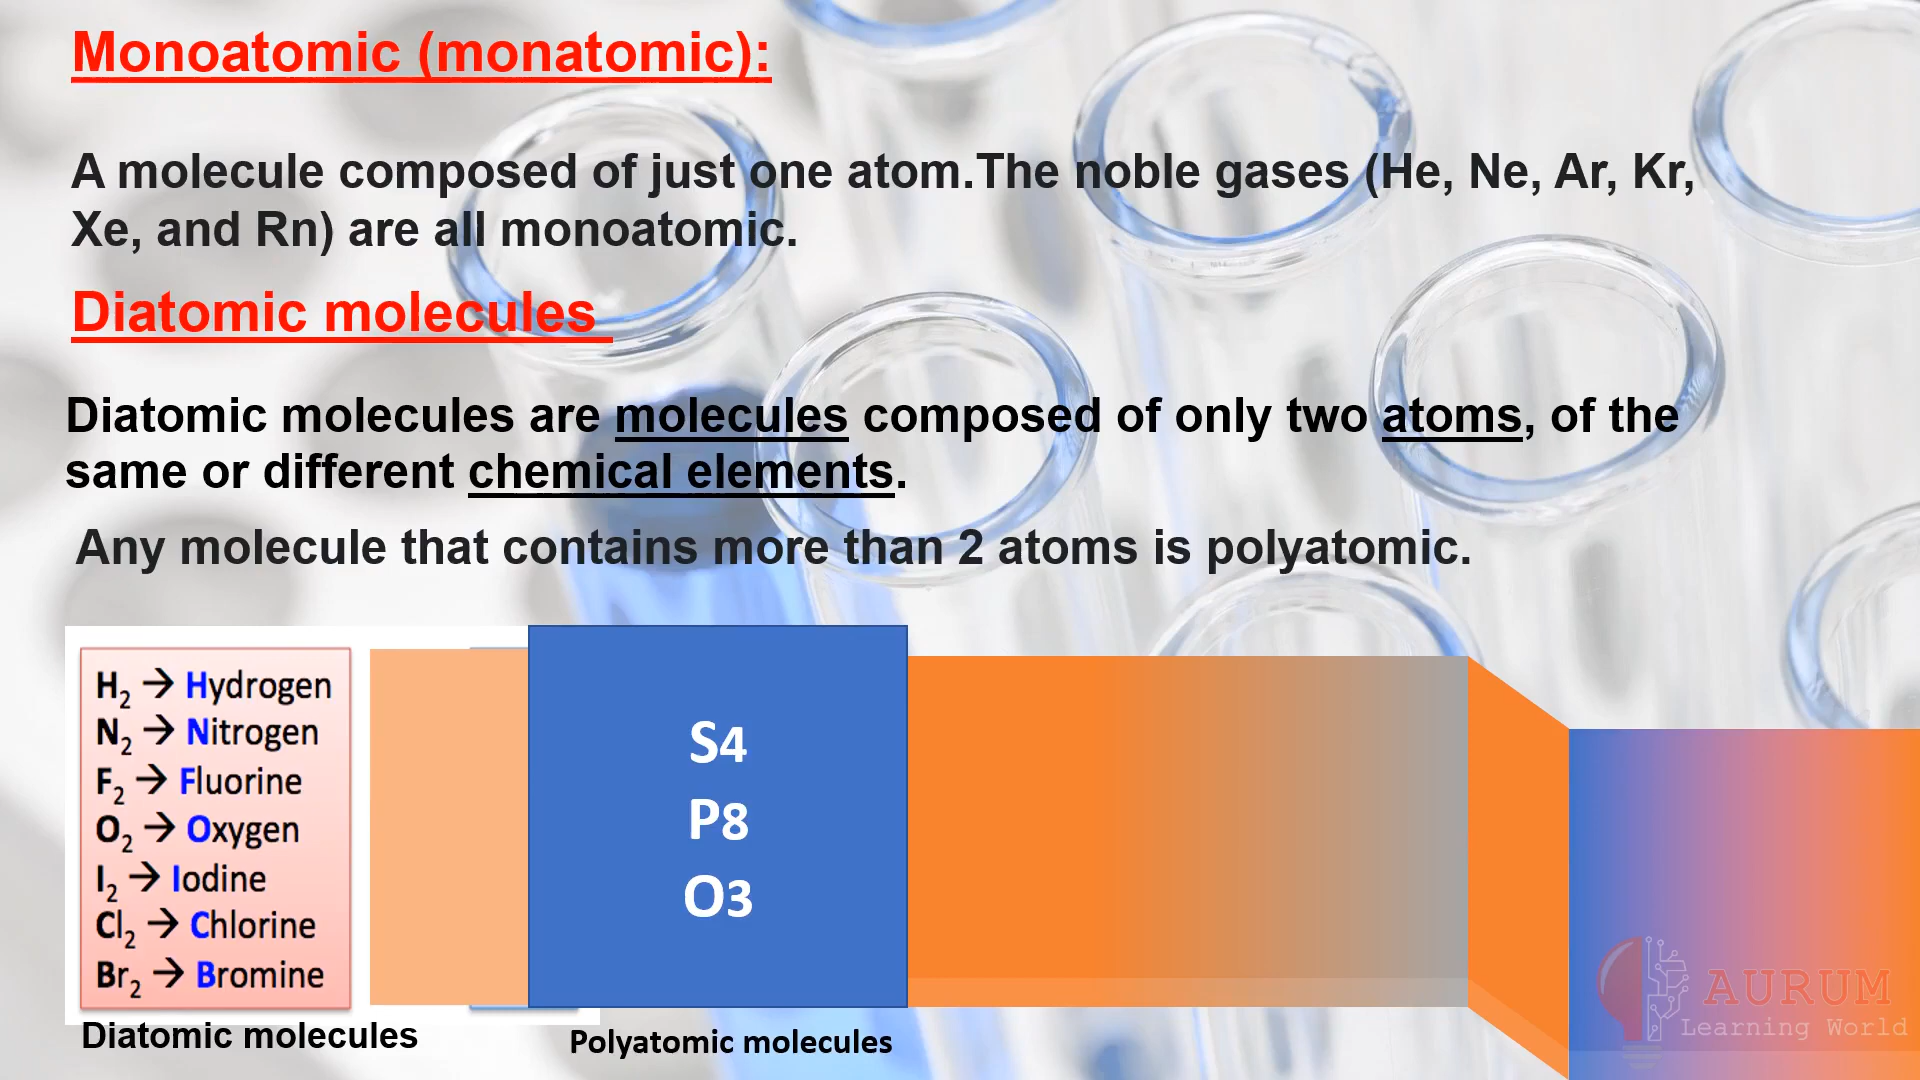 Monoatomic (monatomic):
A molecule composed of just one atom.The noble gases (He, Ne, Ar, Kr,
Xe, and Rn) are all monoatomic.
Diatomic molecules
Diatomic molecules are molecules composed of only two atoms, of the
same or different chemical elements.
Any molecule that contains more than 2 atoms is polyatomic.
H2 → Hydrogen
N2 → Nitrogen
F2 → Fluorine
O2 → Oxygen
I2 → Iodine
Cl2 → Chlorine
Br2 → Bromine
Diatomic molecules
S4
P8
O3
Polyatomic molecules
AURUM
Learning World